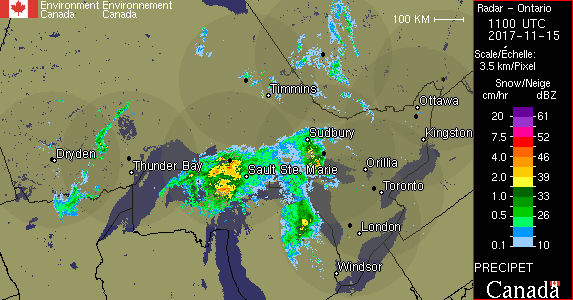 Environment Environnement
Canada Canada
100 KM
Timmins
Ottawa
Sudbury
Kingston
Dryden
Thunder Bay
Sault Ste. Marie
Orillia
Toronto
London
Windsor
Radar - Ontario
1100 UTC
2017-11-15
Scale/Échelle:
3.5 km/Pixel
Snow/Neige
cm/hr dBZ
20 61
7.5 52
4.0 46
2.0 39
1.0 33
0.5 26
0.1 10
PRECIPET
Canada